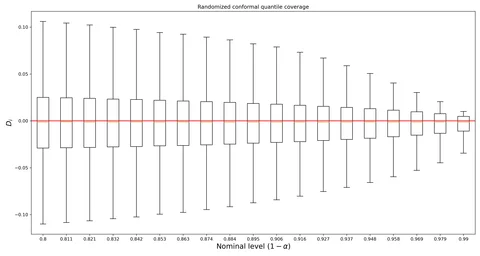 Randomized conformal quantile coverage
0.10
0.05
0.00
−0.05
−0.10
D_i
0.8 0.811 0.821 0.832 0.842 0.853 0.863 0.874 0.884 0.895 0.906 0.916 0.927 0.937 0.948 0.958 0.969 0.979 0.99
Nominal level (1 − α)